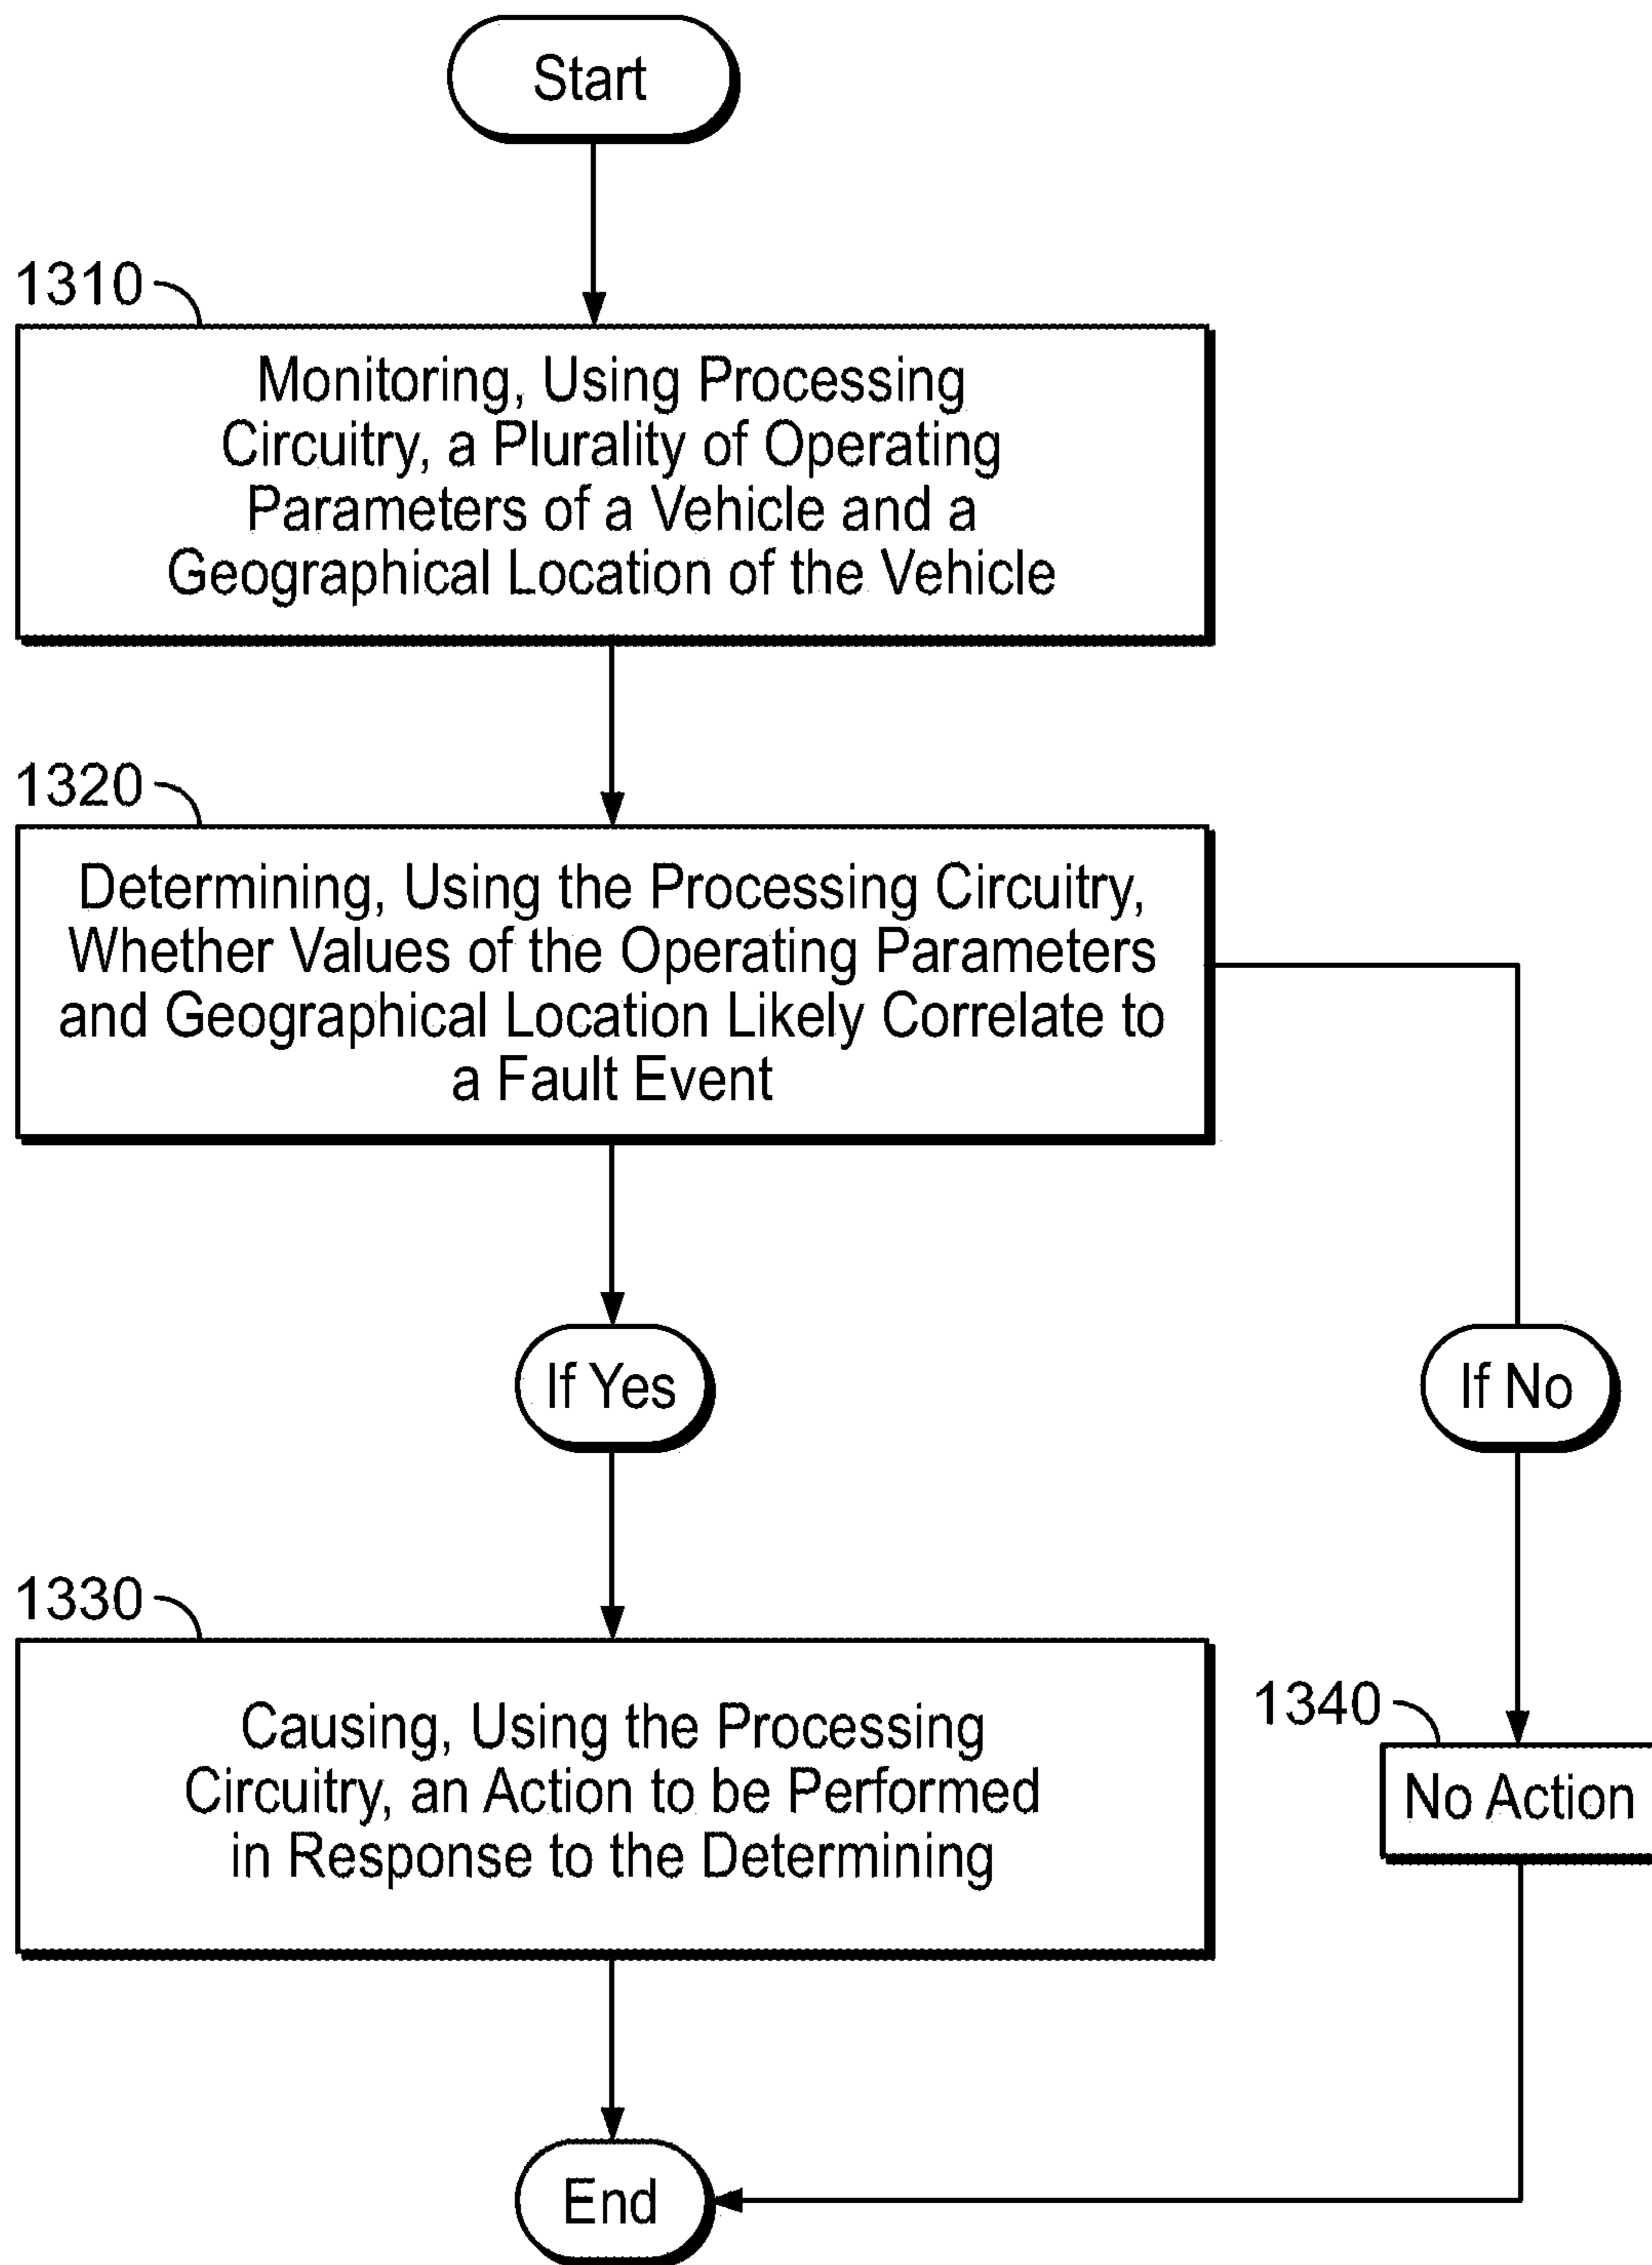 Start
1310
Monitoring, Using Processing
Circuitry, a Plurality of Operating
Parameters of a Vehicle and a
Geographical Location of the Vehicle
1320
Determining, Using the Processing Circuitry,
Whether Values of the Operating Parameters
and Geographical Location Likely Correlate to
a Fault Event
If Yes
If No
1330
Causing, Using the Processing
Circuitry, an Action to be Performed
in Response to the Determining
1340
No Action
End